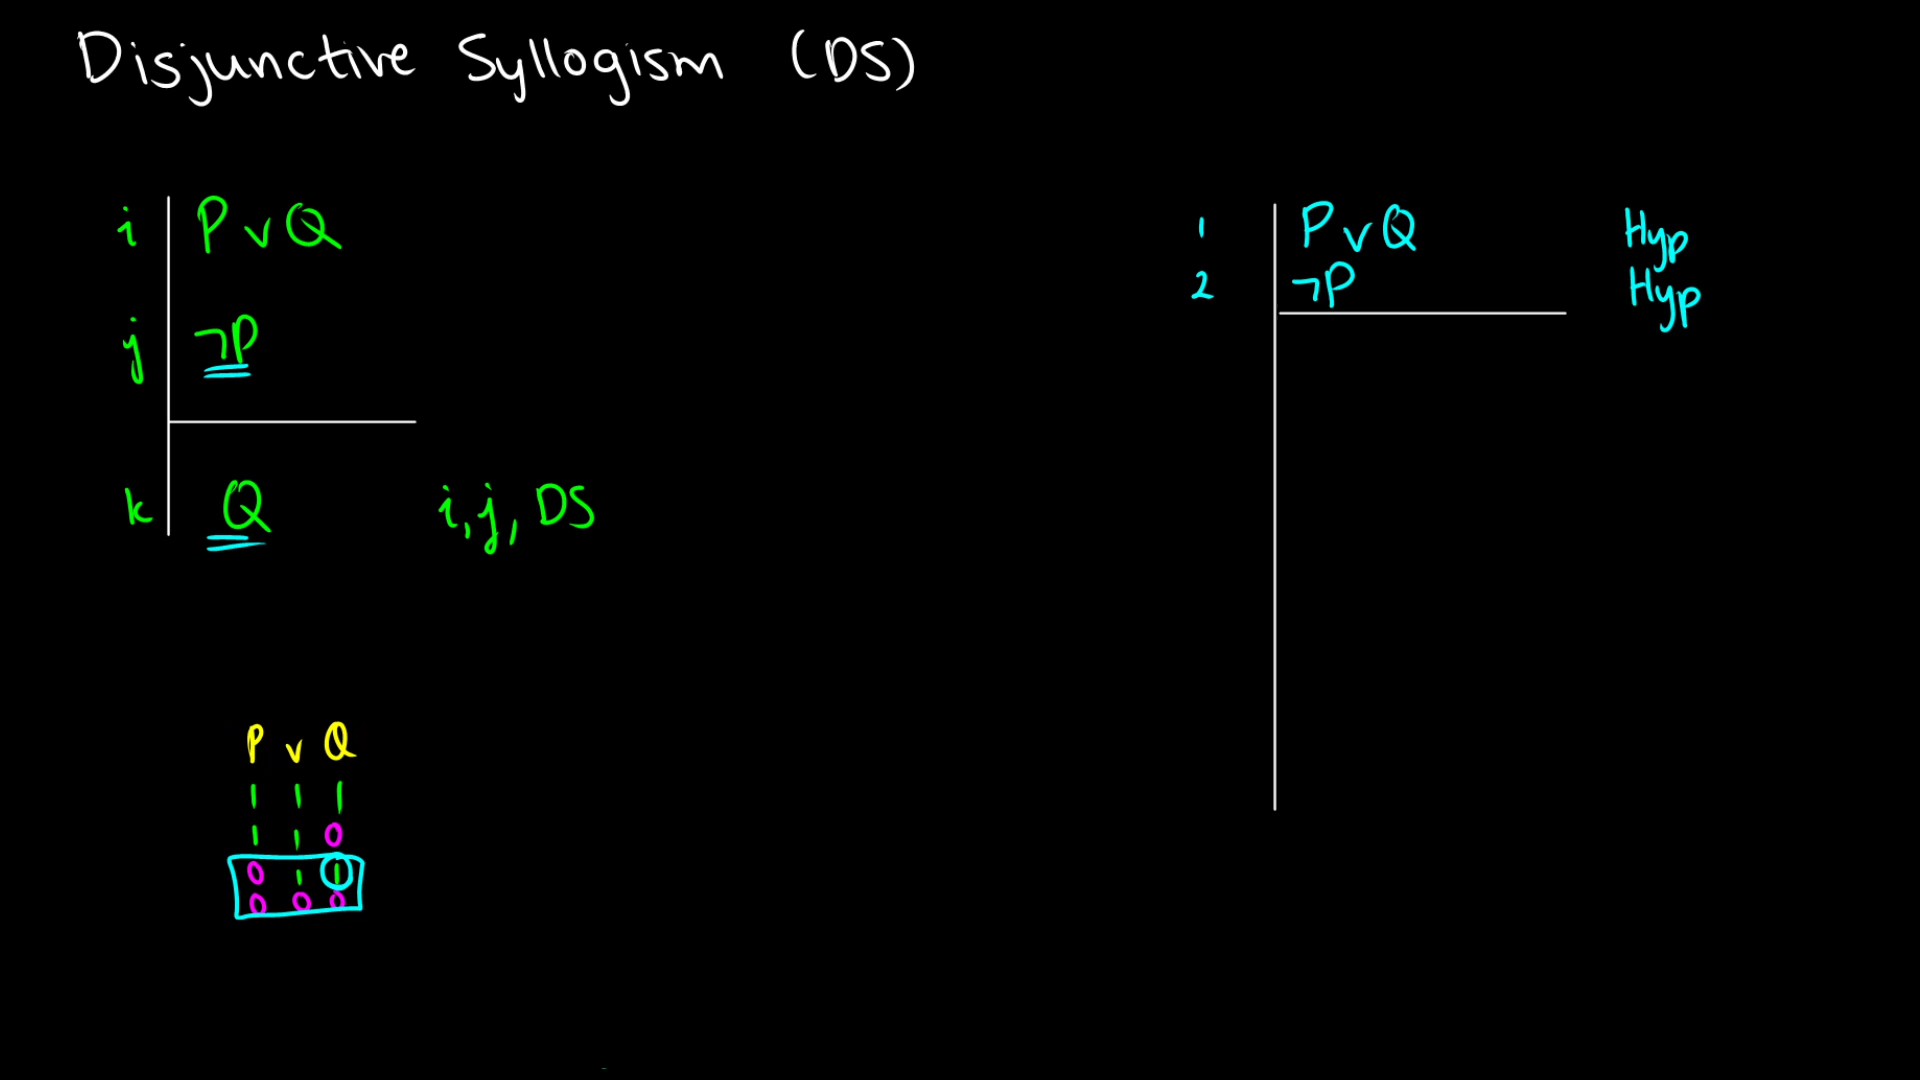 Disjunctive Syllogism (DS)
i P ∨ Q
j ¬P
k Q i, j, DS
1 P ∨ Q Hyp
2 ¬P Hyp
P ∨ Q
1 1 1
1 1 0
0 1 1
0 0 0